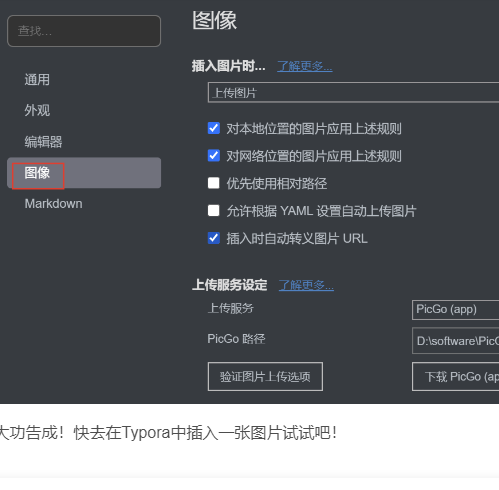 图像
查找...
插入图片时... 了解更多...
通用
上传图片
外观
对本地位置的图片应用上述规则
编辑器
对网络位置的图片应用上述规则
图像
优先使用相对路径
Markdown
允许根据 YAML 设置自动上传图片
插入时自动转义图片 URL
上传服务设定 了解更多...
上传服务 PicGo (app)
PicGo 路径 D:\software\Pic
验证图片上传选项 下载 PicGo (ap
大功告成！快去在Typora中插入一张图片试试吧！